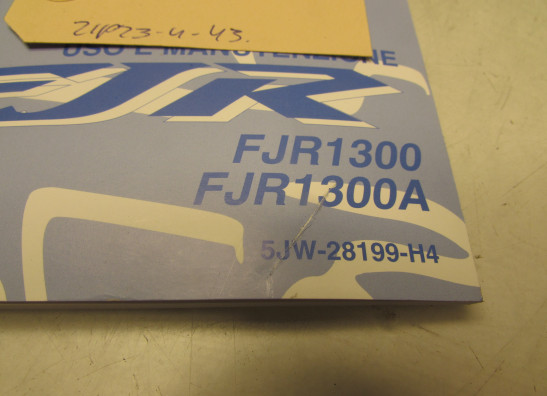 21P23-4-43.
USO E MANUTENZIONE
FJR
FJR1300
FJR1300A
5JW-28199-H4